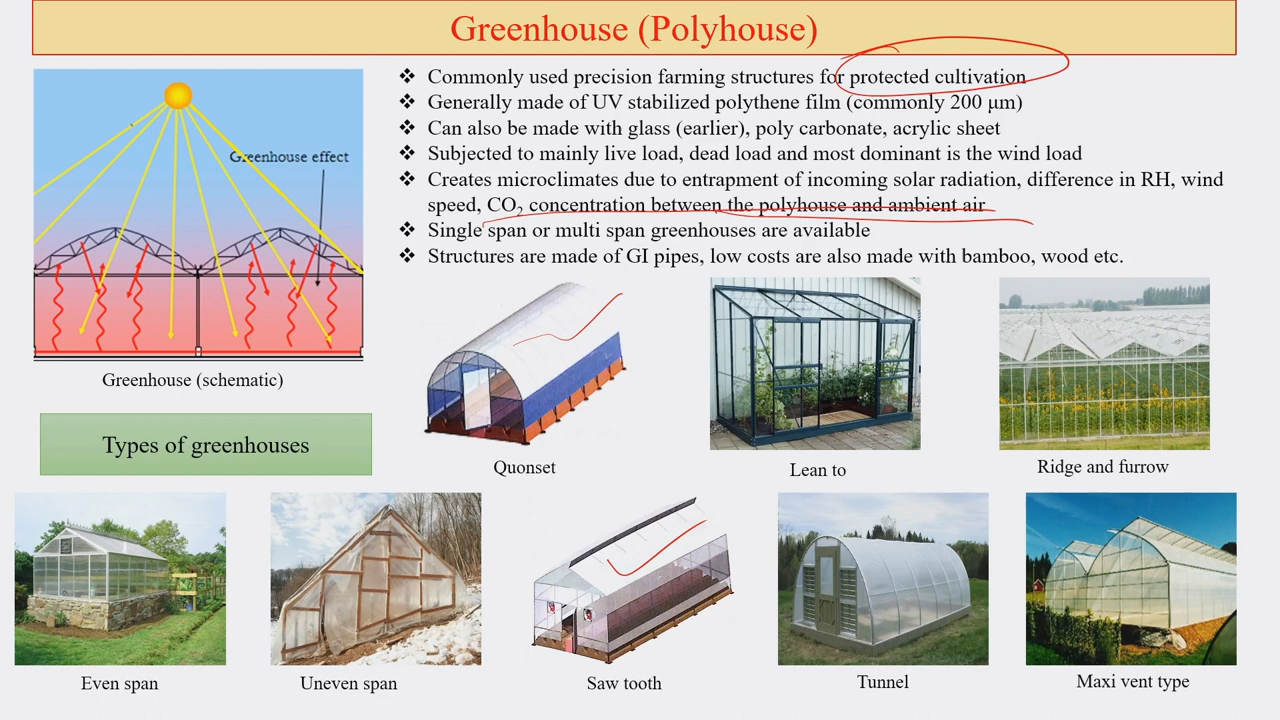 Greenhouse (Polyhouse)
❖ Commonly used precision farming structures for protected cultivation
❖ Generally made of UV stabilized polythene film (commonly 200 μm)
❖ Can also be made with glass (earlier), poly carbonate, acrylic sheet
❖ Subjected to mainly live load, dead load and most dominant is the wind load
❖ Creates microclimates due to entrapment of incoming solar radiation, difference in RH, wind
speed, CO₂ concentration between the polyhouse and ambient air
❖ Single span or multi span greenhouses are available
❖ Structures are made of GI pipes, low costs are also made with bamboo, wood etc.
Greenhouse effect
Greenhouse (schematic)
Types of greenhouses
Quonset
Lean to
Ridge and furrow
Even span
Uneven span
Saw tooth
Tunnel
Maxi vent type